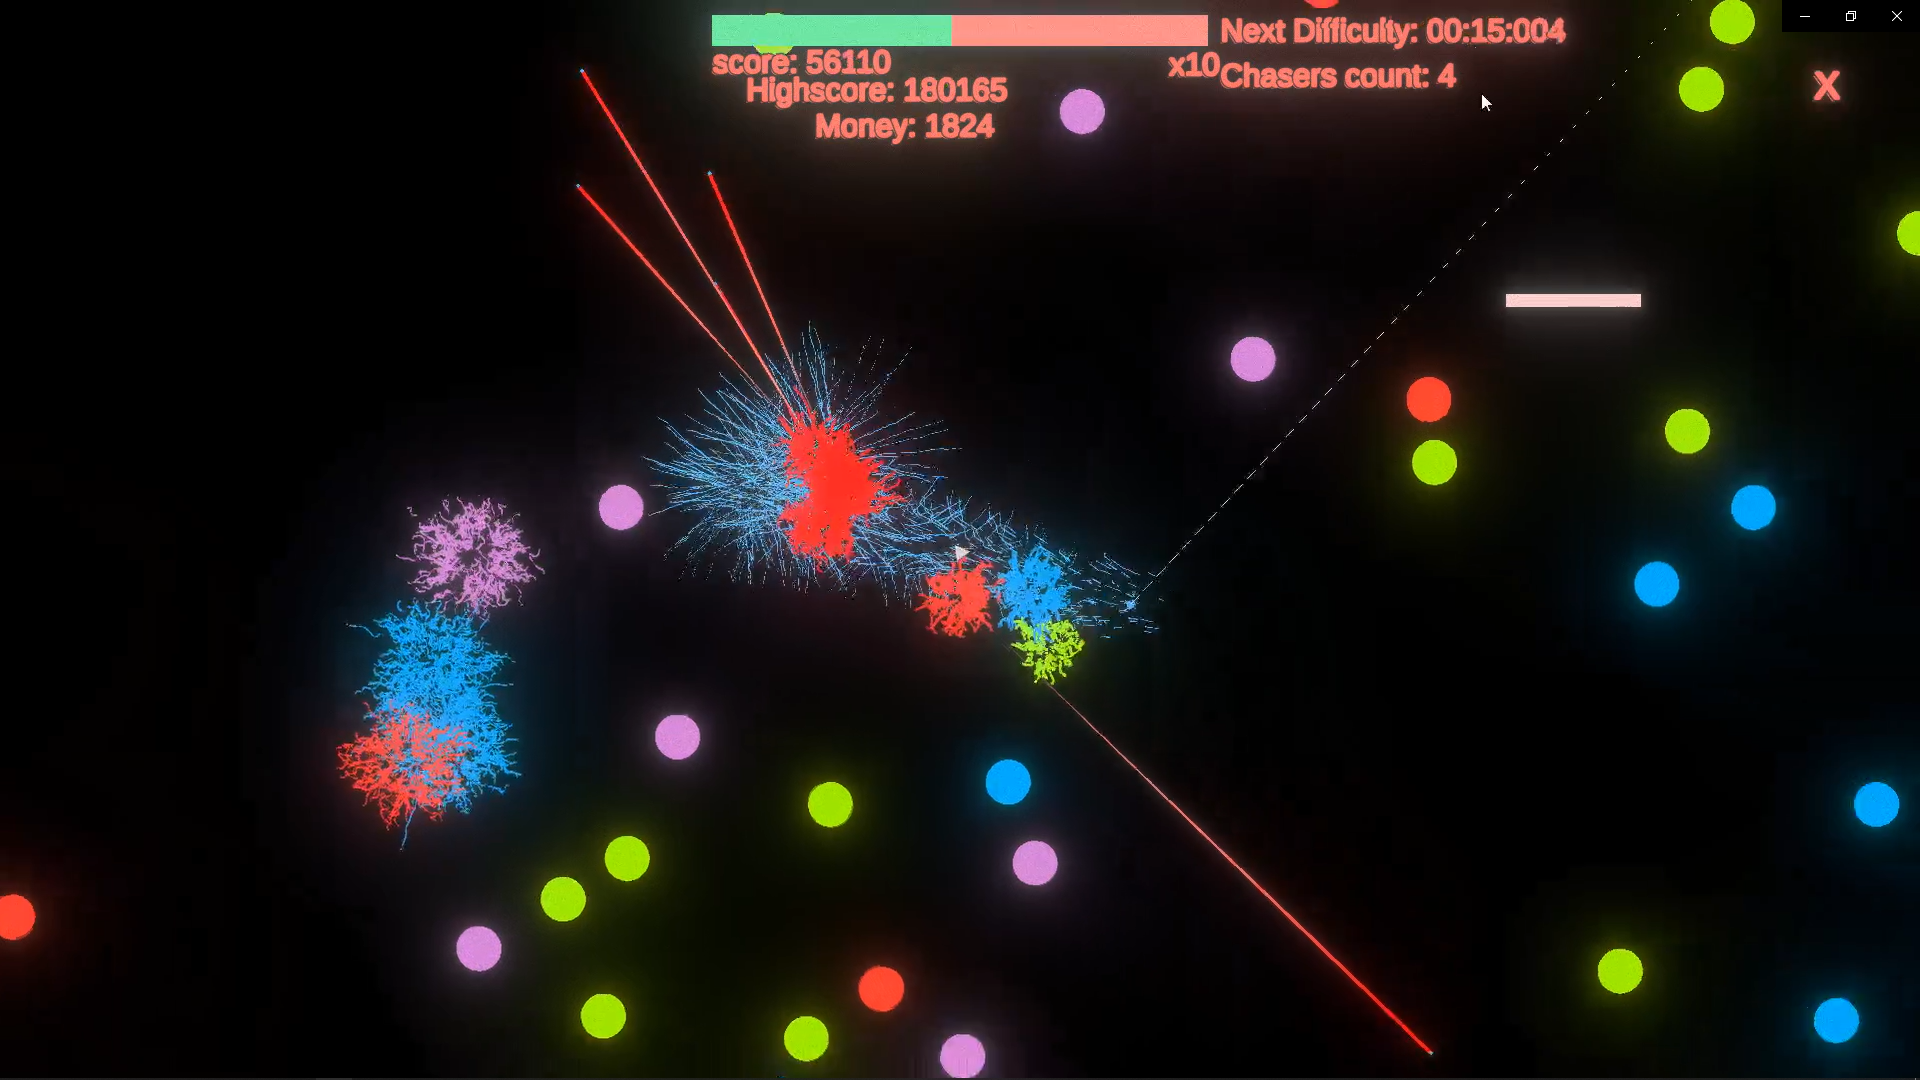 Next Difficulty: 00:15:004
score: 56110
x10
Chasers count: 4
Highscore: 180165
X
Money: 1824